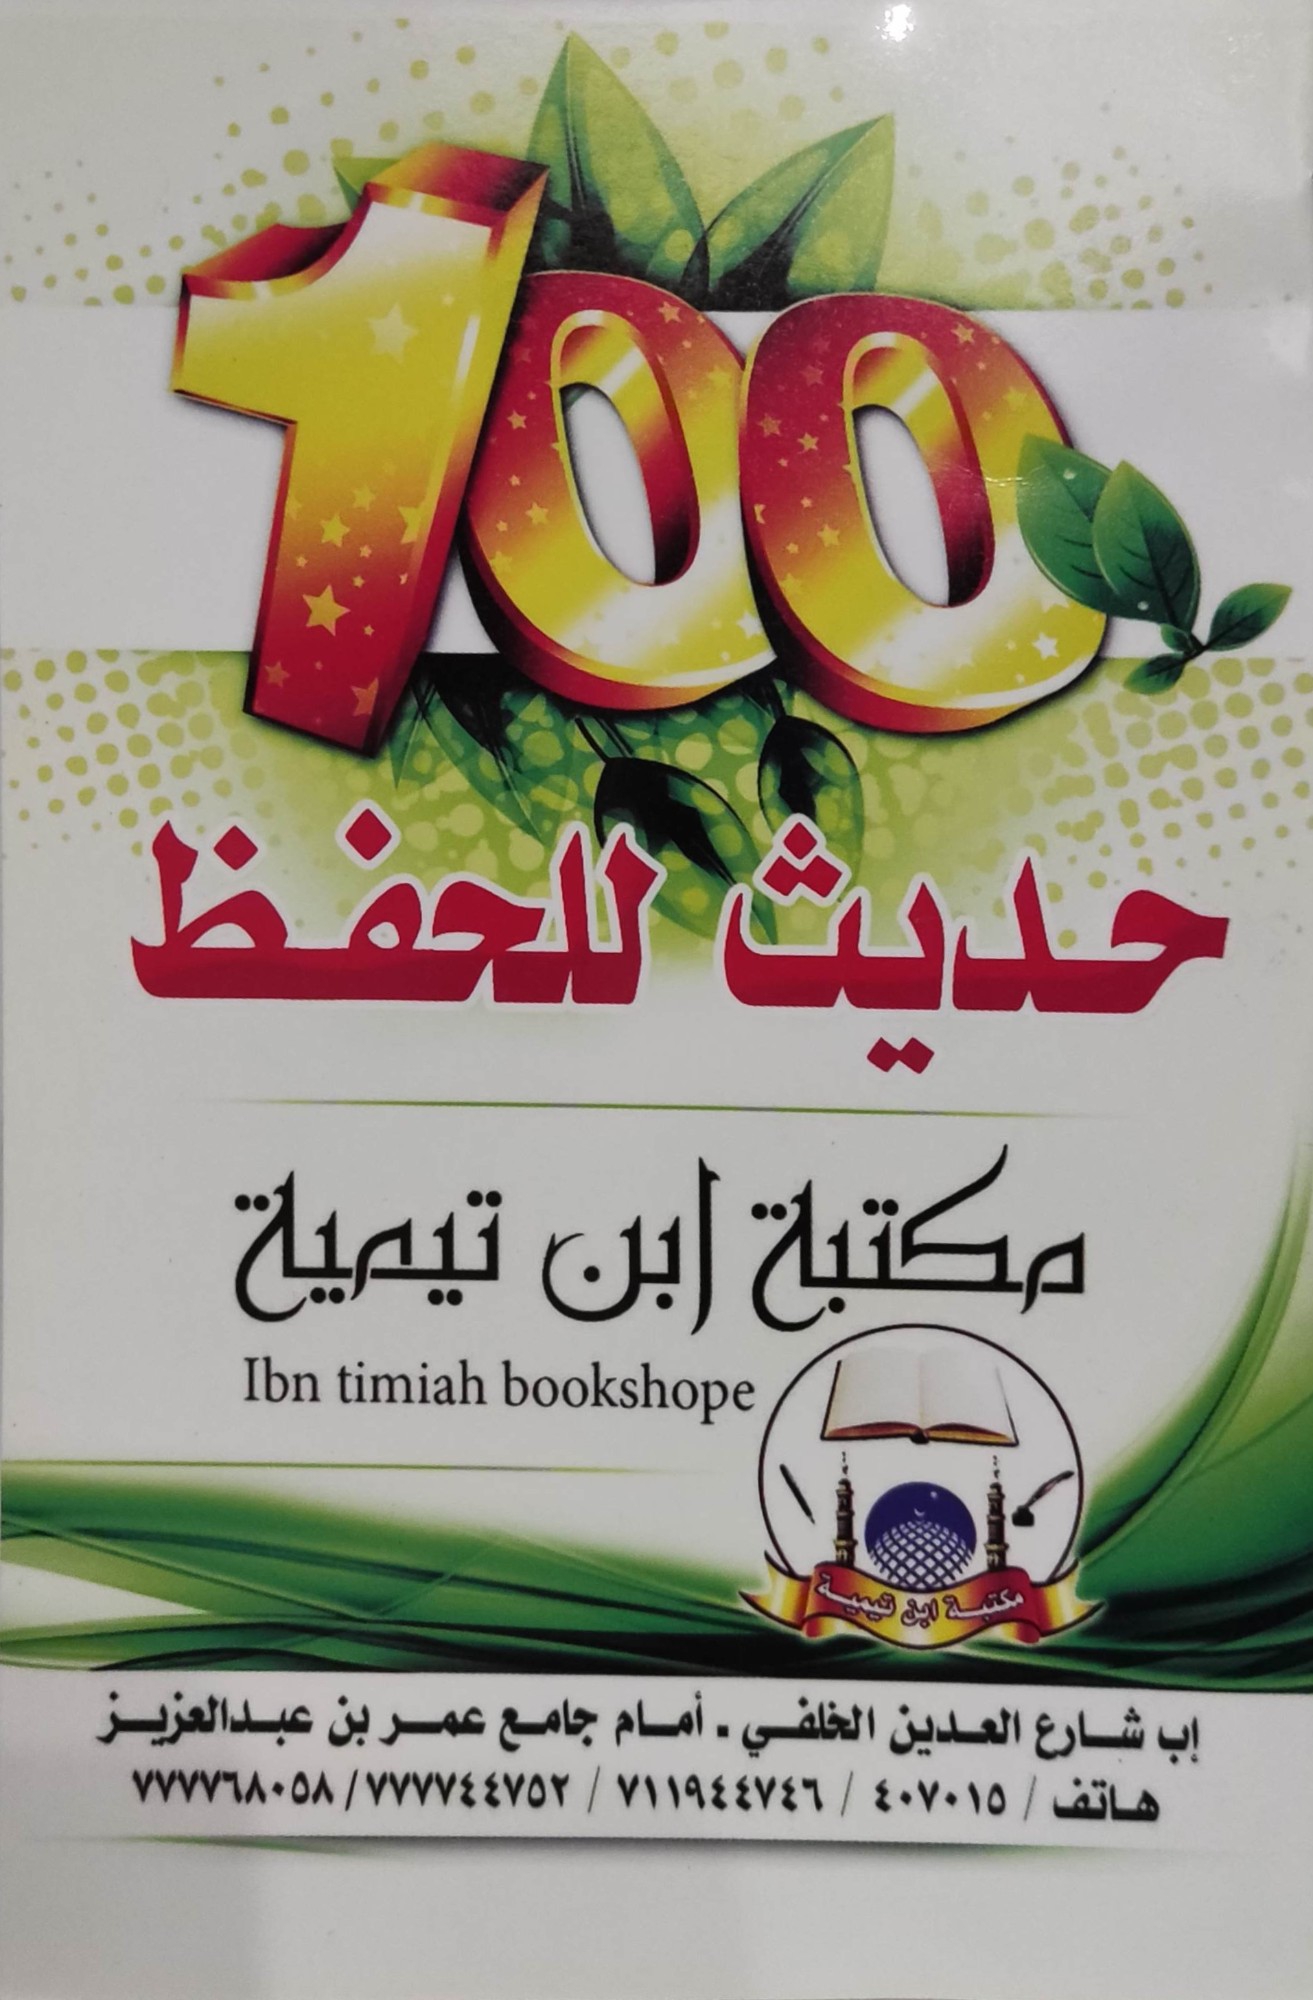 100
حديث للحفظ
مكتبة ابن تيمية
Ibn timiah bookshope
مكتبة ابن تيمية
إب شارع العدين الخلفي - أمام جامع عمر بن عبدالعزيز
هاتف / ٤٠٧٠١٥ / ٧١١٩٤٤٧٤٦ / ٧٧٧٧٤٤٧٥٢ / ٧٧٧٧٦٨٠٥٨